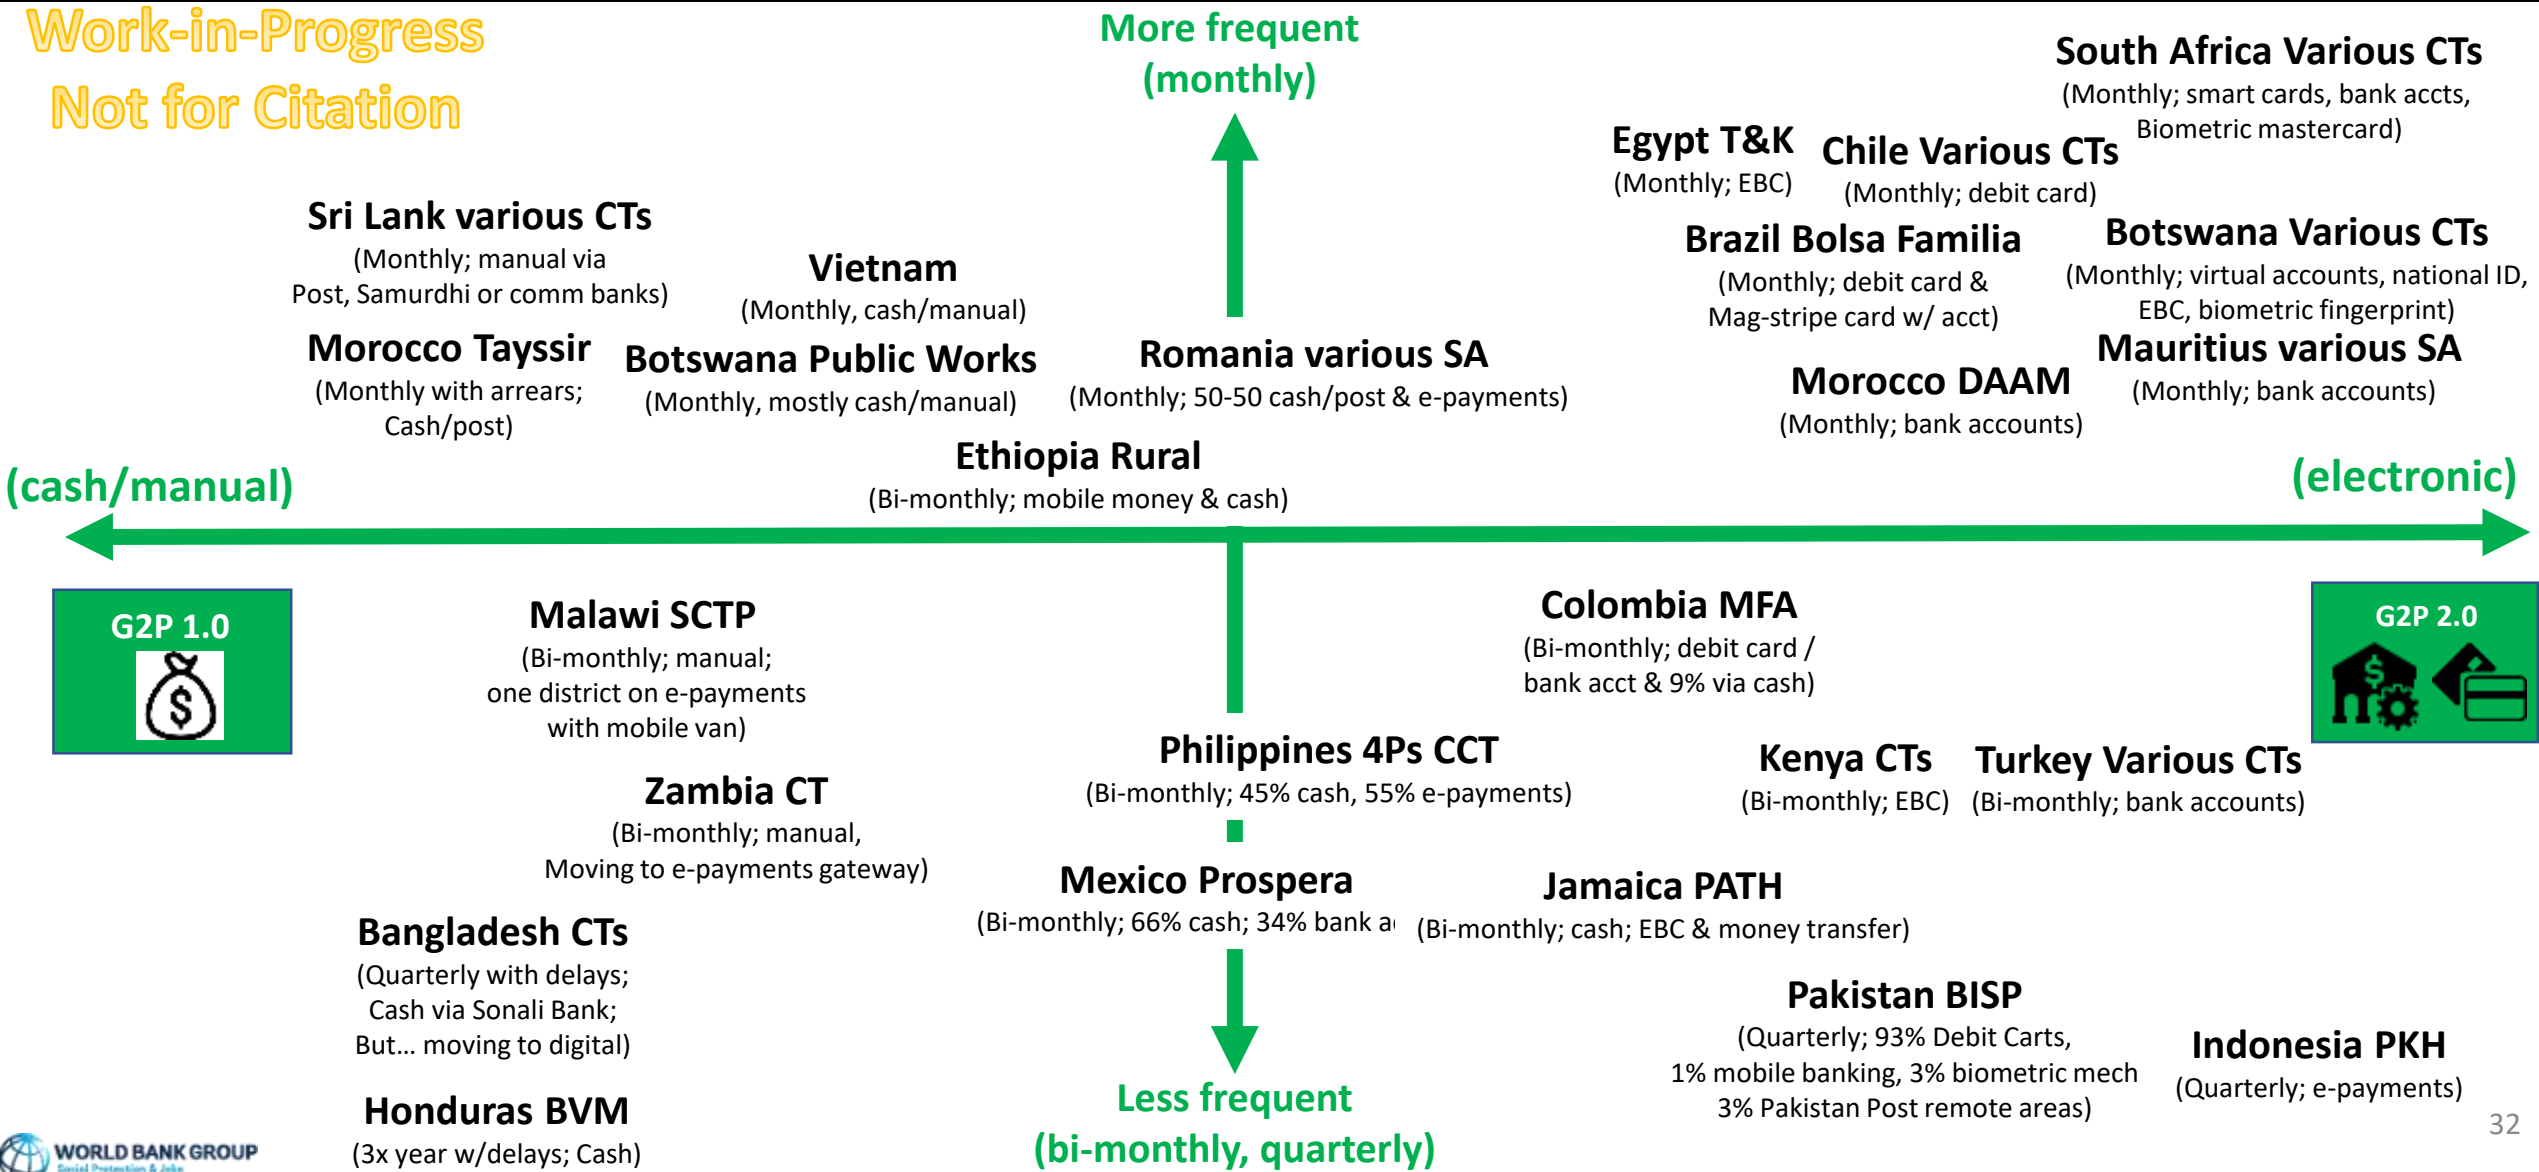 Work-in-Progress
Not for Citation
More frequent
(monthly)
South Africa Various CTs
(Monthly; smart cards, bank accts,
Biometric mastercard)
Egypt T&K
(Monthly; EBC)
Chile Various CTs
(Monthly; debit card)
Sri Lank various CTs
(Monthly; manual via
Post, Samurdhi or comm banks)
Vietnam
(Monthly, cash/manual)
Brazil Bolsa Familia
(Monthly; debit card &
Mag-stripe card w/ acct)
Botswana Various CTs
(Monthly; virtual accounts, national ID,
EBC, biometric fingerprint)
Morocco Tayssir
(Monthly with arrears;
Cash/post)
Botswana Public Works
(Monthly, mostly cash/manual)
Romania various SA
(Monthly; 50-50 cash/post & e-payments)
Morocco DAAM
(Monthly; bank accounts)
Mauritius various SA
(Monthly; bank accounts)
Ethiopia Rural
(Bi-monthly; mobile money & cash)
(cash/manual)
(electronic)
G2P 1.0
$
Malawi SCTP
(Bi-monthly; manual;
one district on e-payments
with mobile van)
Colombia MFA
(Bi-monthly; debit card /
bank acct & 9% via cash)
G2P 2.0
$
Zambia CT
(Bi-monthly; manual,
Moving to e-payments gateway)
Philippines 4Ps CCT
(Bi-monthly; 45% cash, 55% e-payments)
Kenya CTs
(Bi-monthly; EBC)
Turkey Various CTs
(Bi-monthly; bank accounts)
Mexico Prospera
(Bi-monthly; 66% cash; 34% bank
Jamaica PATH
(Bi-monthly; cash; EBC & money transfer)
Bangladesh CTs
(Quarterly with delays;
Cash via Sonali Bank;
But... moving to digital)
Pakistan BISP
(Quarterly; 93% Debit Carts,
1% mobile banking, 3% biometric mech
3% Pakistan Post remote areas)
Indonesia PKH
(Quarterly; e-payments)
Honduras BVM
(3x year w/delays; Cash)
Less frequent
(bi-monthly, quarterly)
WORLD BANK GROUP
Social Protection & Jobs
32